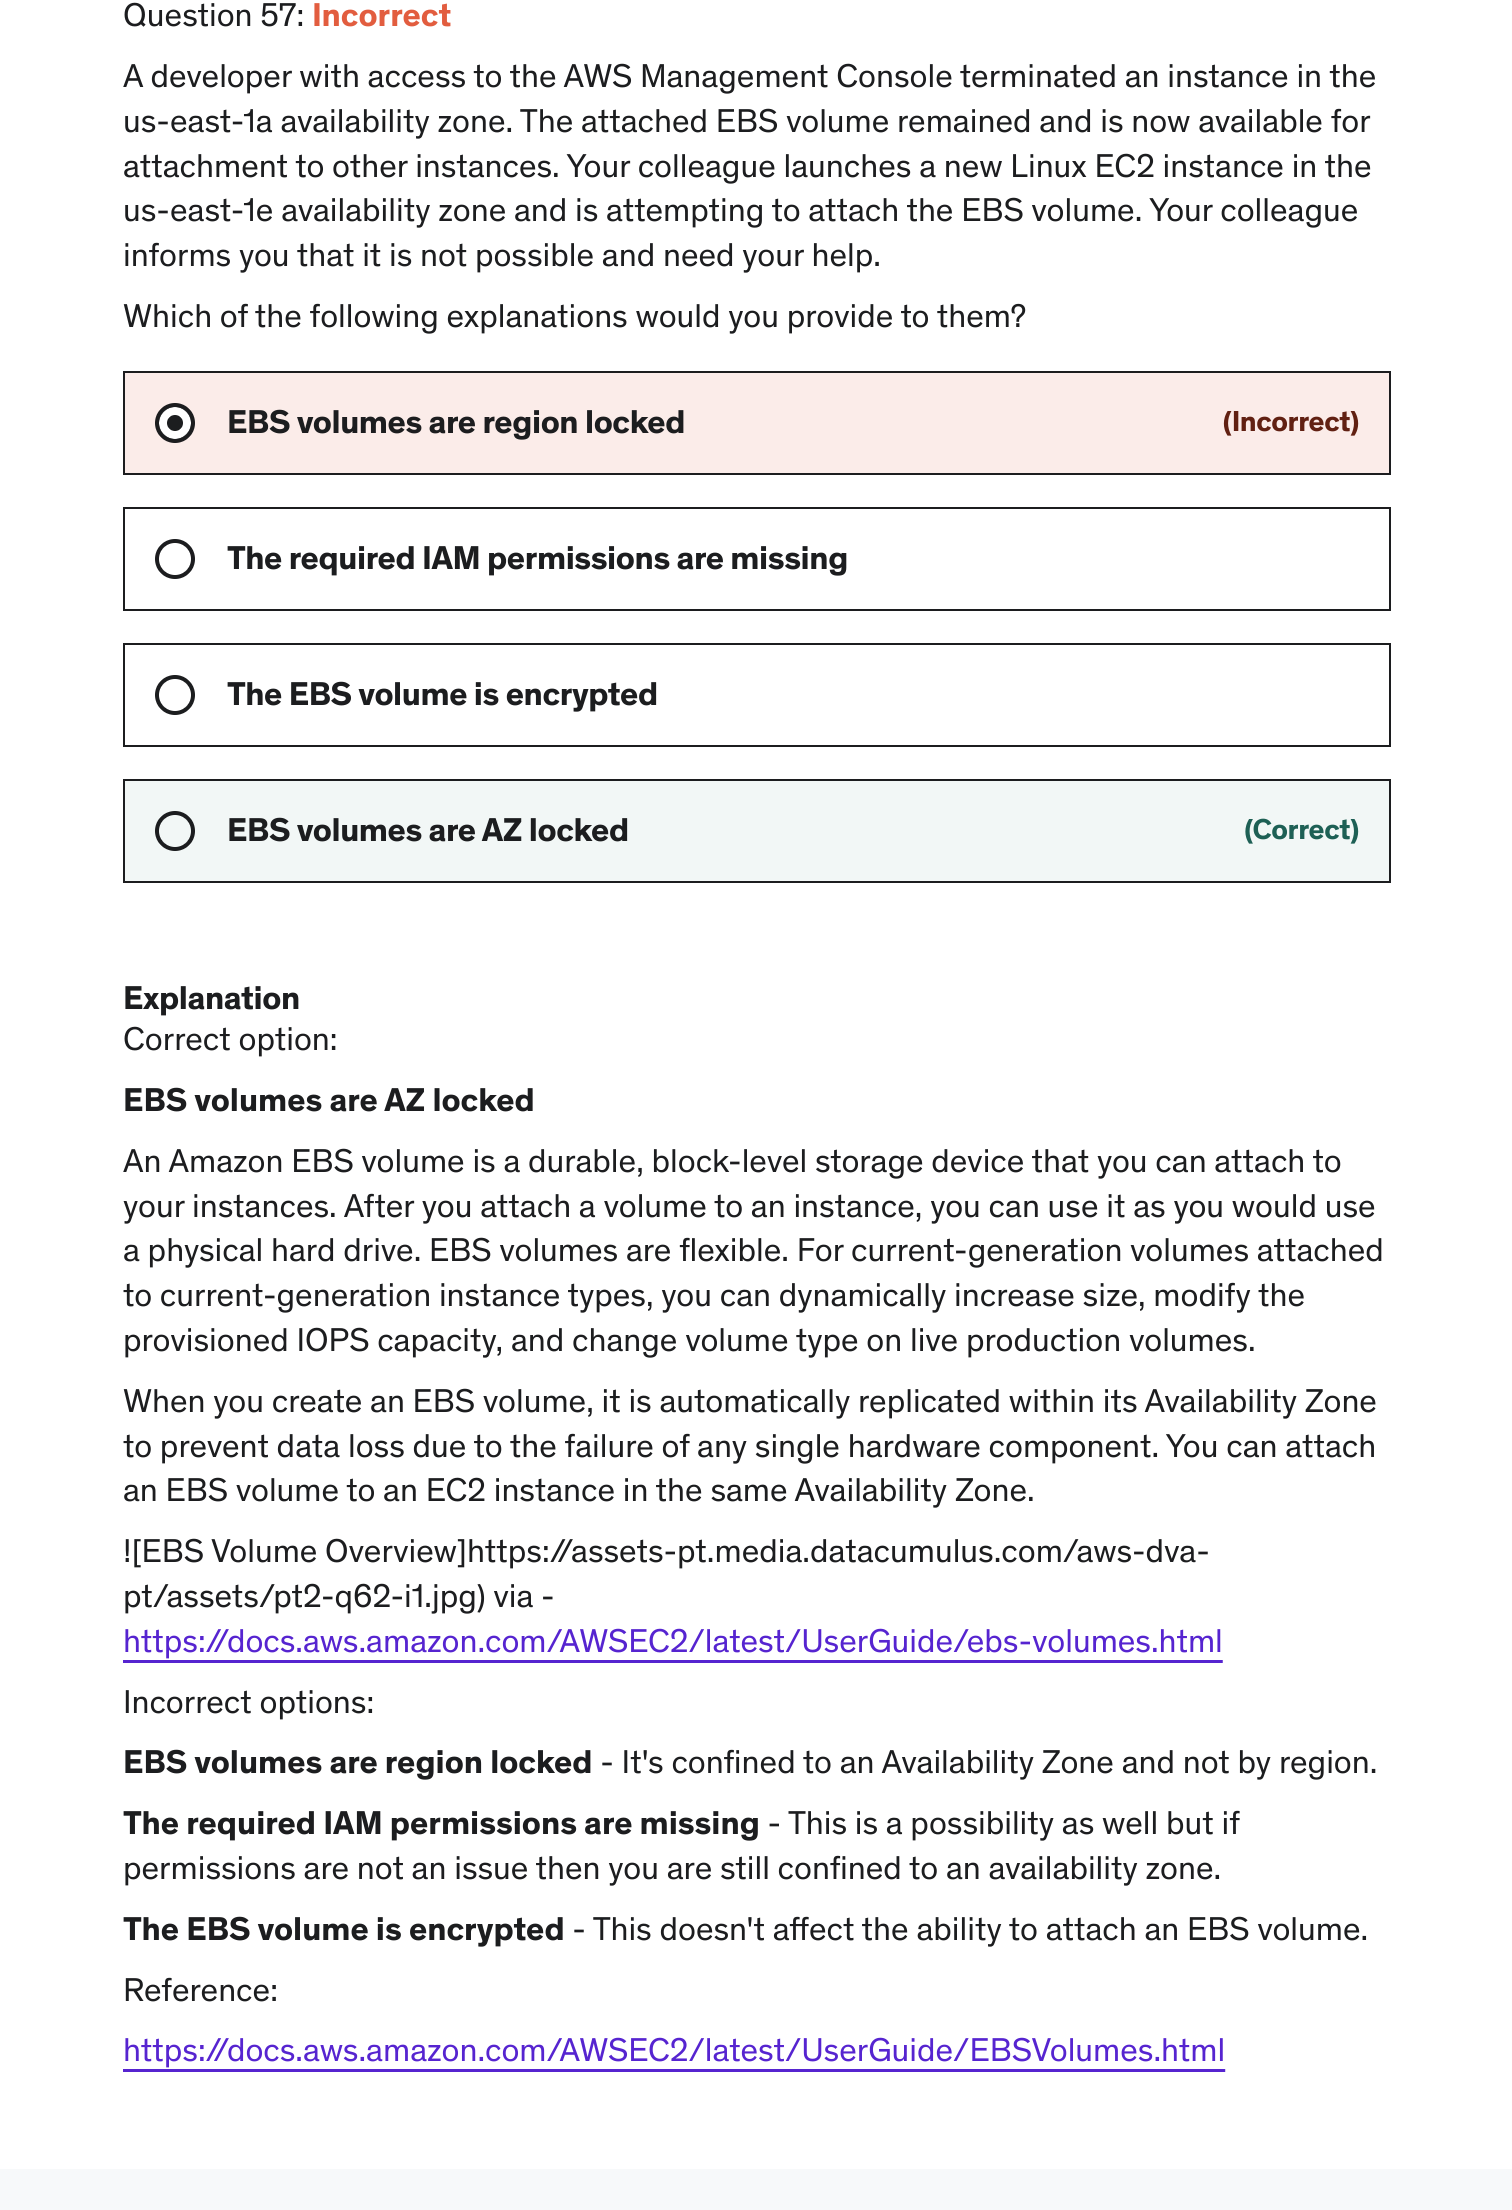 Question 57: Incorrect
A developer with access to the AWS Management Console terminated an instance in the
us-east-1a availability zone. The attached EBS volume remained and is now available for
attachment to other instances. Your colleague launches a new Linux EC2 instance in the
us-east-1e availability zone and is attempting to attach the EBS volume. Your colleague
informs you that it is not possible and need your help.
Which of the following explanations would you provide to them?
EBS volumes are region locked (Incorrect)
The required IAM permissions are missing
The EBS volume is encrypted
EBS volumes are AZ locked (Correct)
Explanation
Correct option:
EBS volumes are AZ locked
An Amazon EBS volume is a durable, block-level storage device that you can attach to
your instances. After you attach a volume to an instance, you can use it as you would use
a physical hard drive. EBS volumes are flexible. For current-generation volumes attached
to current-generation instance types, you can dynamically increase size, modify the
provisioned IOPS capacity, and change volume type on live production volumes.
When you create an EBS volume, it is automatically replicated within its Availability Zone
to prevent data loss due to the failure of any single hardware component. You can attach
an EBS volume to an EC2 instance in the same Availability Zone.
![EBS Volume Overview]https://assets-pt.media.datacumulus.com/aws-dva-
pt/assets/pt2-q62-i1.jpg) via -
https://docs.aws.amazon.com/AWSEC2/latest/UserGuide/ebs-volumes.html
Incorrect options:
EBS volumes are region locked - It's confined to an Availability Zone and not by region.
The required IAM permissions are missing - This is a possibility as well but if
permissions are not an issue then you are still confined to an availability zone.
The EBS volume is encrypted - This doesn't affect the ability to attach an EBS volume.
Reference:
https://docs.aws.amazon.com/AWSEC2/latest/UserGuide/EBSVolumes.html